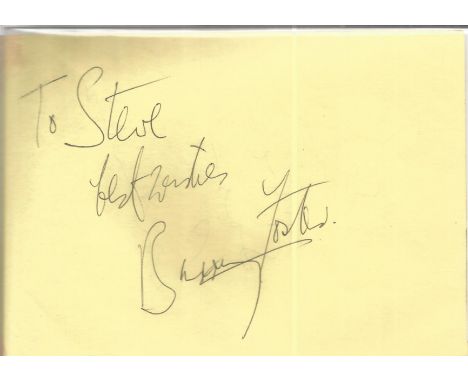 To Steve
best wishes
Barry Foster.